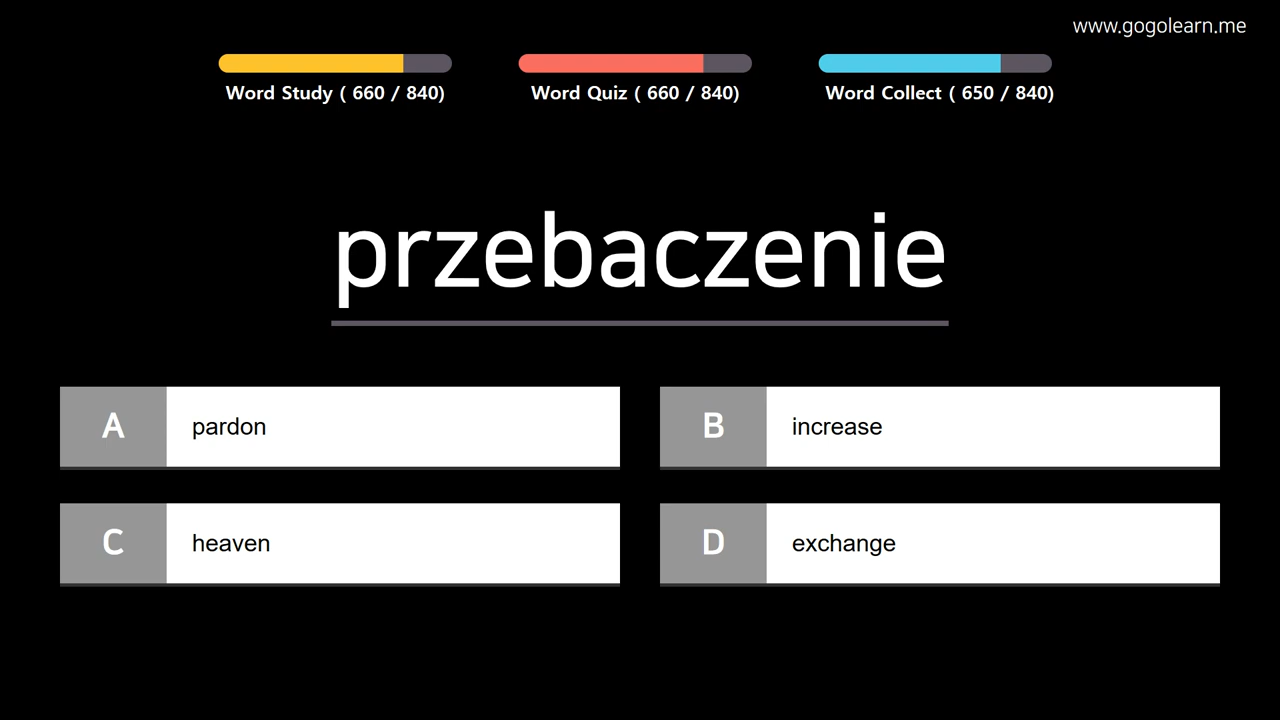 www.gogolearn.me
Word Study ( 660 / 840)
Word Quiz ( 660 / 840)
Word Collect ( 650 / 840)
przebaczenie
A pardon
B increase
C heaven
D exchange